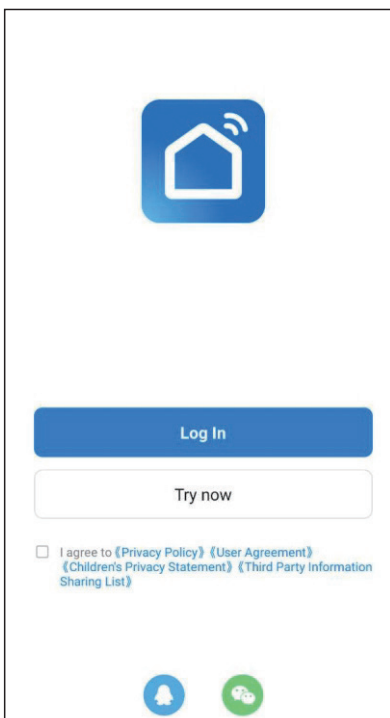 Log In
Try now
I agree to《Privacy Policy》《User Agreement》
《Children's Privacy Statement》《Third Party Information
Sharing List》